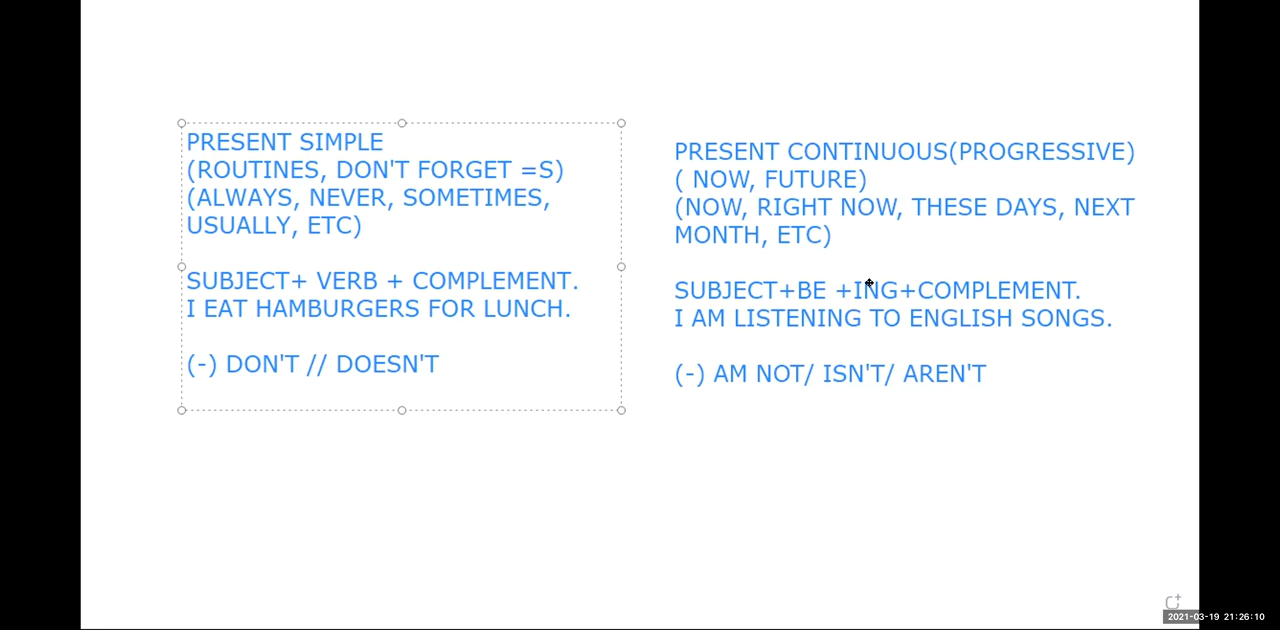 PRESENT SIMPLE
(ROUTINES, DON'T FORGET =S)
(ALWAYS, NEVER, SOMETIMES,
USUALLY, ETC)
SUBJECT+ VERB + COMPLEMENT.
I EAT HAMBURGERS FOR LUNCH.
(-) DON'T // DOESN'T
PRESENT CONTINUOUS(PROGRESSIVE)
( NOW, FUTURE)
(NOW, RIGHT NOW, THESE DAYS, NEXT
MONTH, ETC)
SUBJECT+BE +ING+COMPLEMENT.
I AM LISTENING TO ENGLISH SONGS.
(-) AM NOT/ ISN'T/ AREN'T
2021-03-19 21:26:10